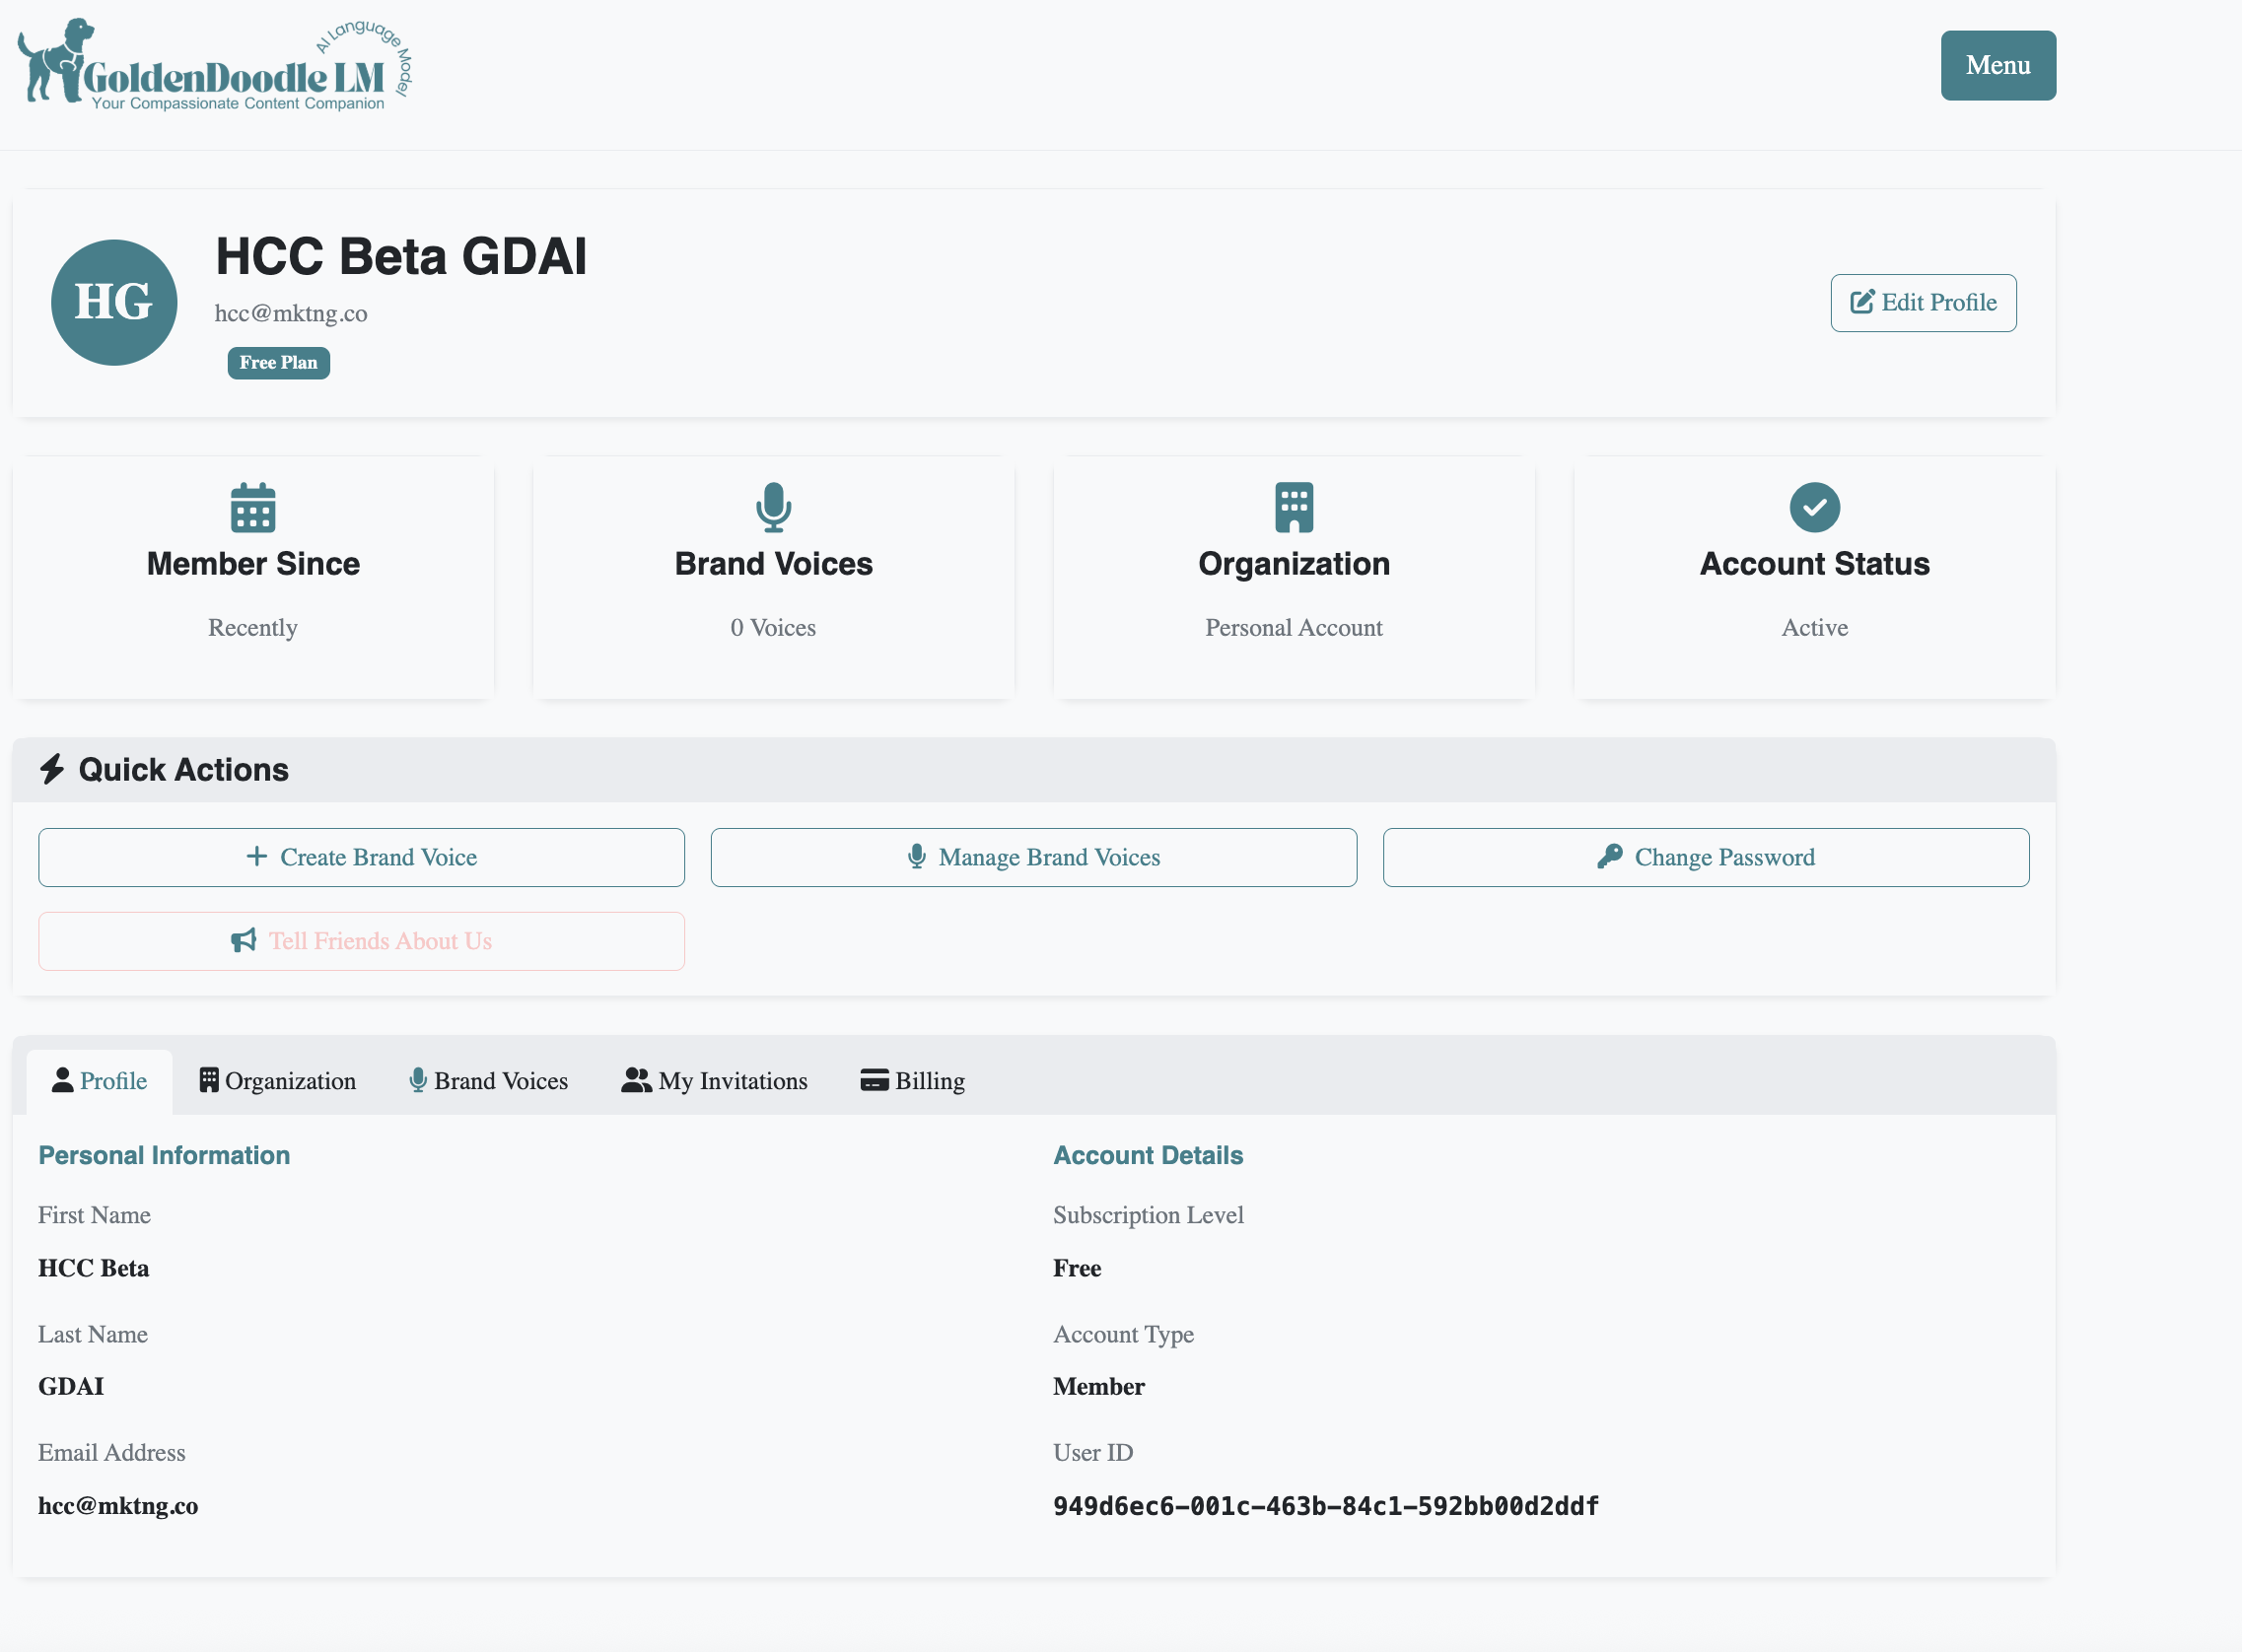 AI Language Model
GoldenDoodle LM
Your Compassionate Content Companion
Menu
HG
HCC Beta GDAI
hcc@mktng.co
Free Plan
Edit Profile
Member Since
Recently
Brand Voices
0 Voices
Organization
Personal Account
Account Status
Active
Quick Actions
Create Brand Voice
Manage Brand Voices
Change Password
Tell Friends About Us
Profile
Organization
Brand Voices
My Invitations
Billing
Personal Information
First Name
HCC Beta
Last Name
GDAI
Email Address
hcc@mktng.co
Account Details
Subscription Level
Free
Account Type
Member
User ID
949d6ec6-001c-463b-84c1-592bb00d2ddf